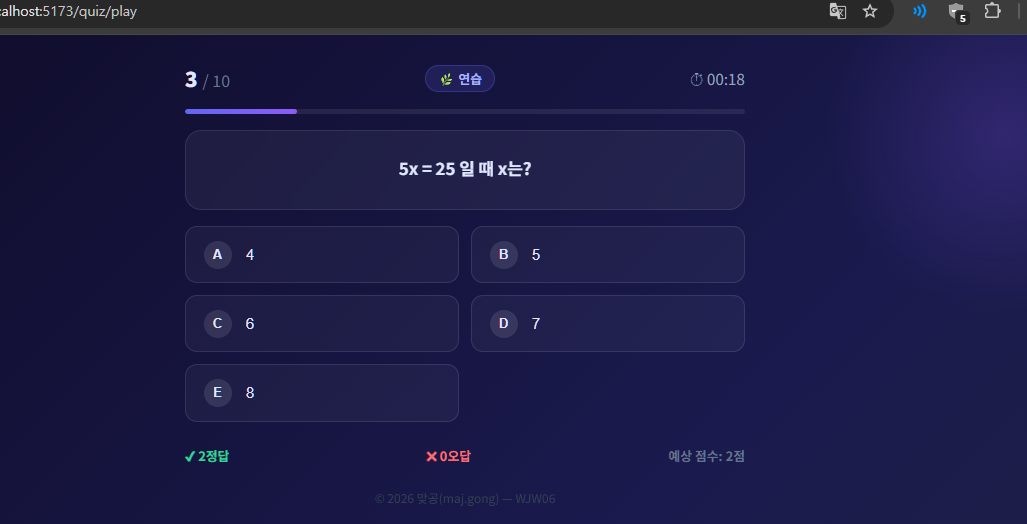 calhost:5173/quiz/play
5
3 / 10
연습
00:18
5x = 25 일 때 x는?
A 4
B 5
C 6
D 7
E 8
✔ 2정답
✖ 0오답
예상 점수: 2점
© 2026 맞공(maj.gong) — WJW06